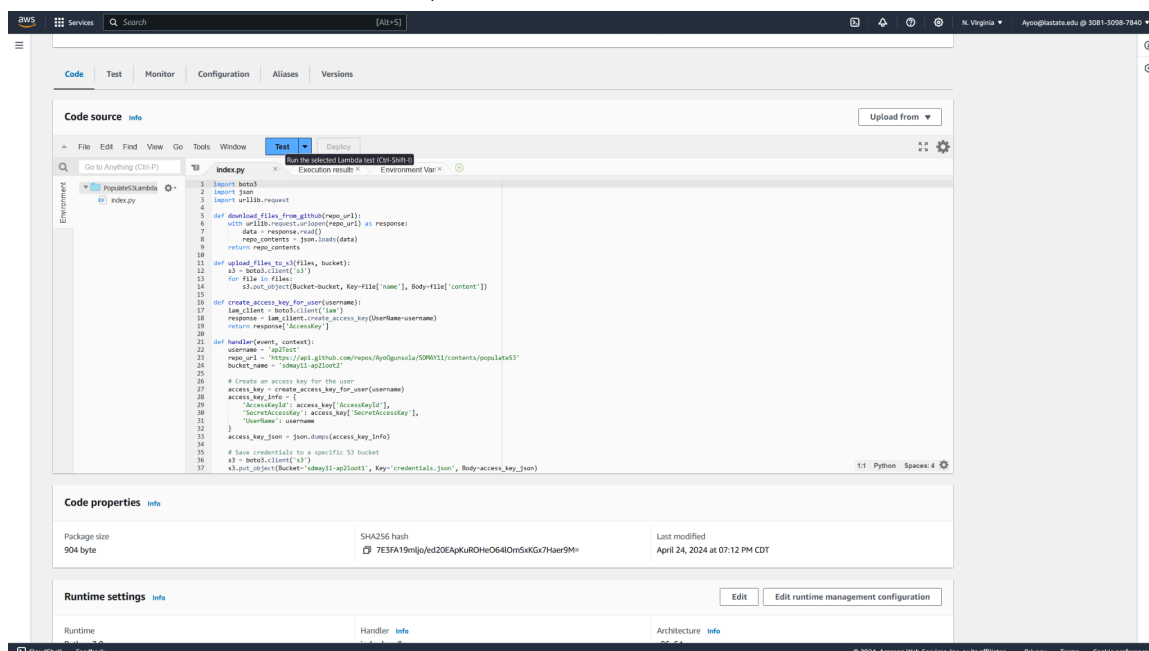 aws Services Search [Alt+S] N. Virginia Ayoo@iastate.edu @ 3081-3098-7840
Code Test Monitor Configuration Aliases Versions
Code source Info Upload from
File Edit Find View Go Tools Window Test Deploy
Run the selected Lambda test (Ctrl-Shift-I)
Go to Anything (Ctrl-P) index.py Execution results Environment Var
Environment
PopulateS3Lambda
index.py
1 import boto3
2 import json
3 import urllib.request
4
5 def download_files_from_github(repo_url):
6 with urllib.request.urlopen(repo_url) as response:
7 data = response.read()
8 repo_contents = json.loads(data)
9 return repo_contents
10
11 def upload_files_to_s3(files, bucket):
12 s3 = boto3.client('s3')
13 for file in files:
14 s3.put_object(Bucket=bucket, Key=file['name'], Body=file['content'])
15
16 def create_access_key_for_user(username):
17 iam_client = boto3.client('iam')
18 response = iam_client.create_access_key(UserName=username)
19 return response['AccessKey']
20
21 def handler(event, context):
22 username = 'ap2Test'
23 repo_url = 'https://api.github.com/repos/AyoOgunsola/SDMAY11/contents/populateS3'
24 bucket_name = 'sdmay11-ap2loot2'
25
26 # Create an access key for the user
27 access_key = create_access_key_for_user(username)
28 access_key_info = {
29 'AccessKeyId': access_key['AccessKeyId'],
30 'SecretAccessKey': access_key['SecretAccessKey'],
31 'UserName': username
32 }
33 access_key_json = json.dumps(access_key_info)
34
35 # Save credentials to a specific S3 bucket
36 s3 = boto3.client('s3')
37 s3.put_object(Bucket='sdmay11-ap2loot1', Key='credentials.json', Body=access_key_json)
1:1 Python Spaces: 4
Code properties Info
Package size SHA256 hash Last modified
904 byte 7E3FA19mljo/ed20EApKuROHeO64lOm5xKGx7Haer9M= April 24, 2024 at 07:12 PM CDT
Runtime settings Info Edit Edit runtime management configuration
Runtime Handler Info Architecture Info